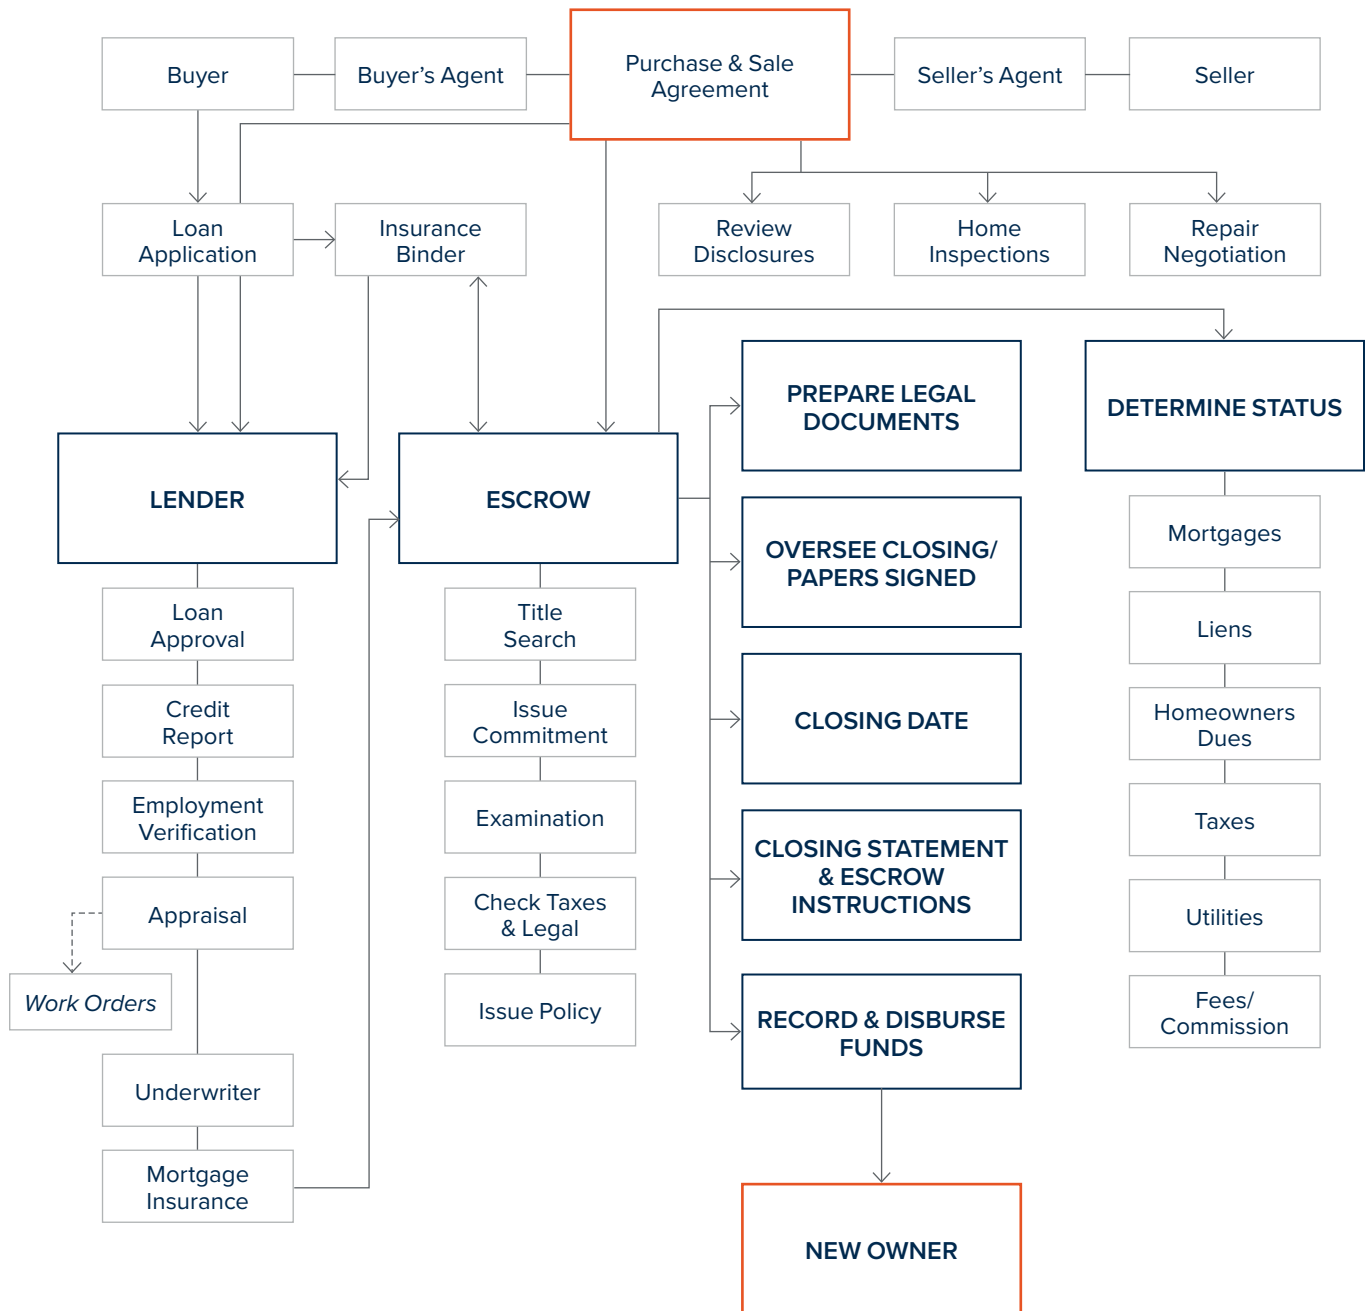 Buyer
Buyer’s Agent
Purchase & Sale
Agreement
Seller’s Agent
Seller
Loan
Application
Insurance
Binder
Review
Disclosures
Home
Inspections
Repair
Negotiation
LENDER
ESCROW
PREPARE LEGAL
DOCUMENTS
DETERMINE STATUS
OVERSEE CLOSING/
PAPERS SIGNED
CLOSING DATE
CLOSING STATEMENT
& ESCROW
INSTRUCTIONS
RECORD & DISBURSE
FUNDS
NEW OWNER
Loan
Approval
Credit
Report
Employment
Verification
Appraisal
Work Orders
Underwriter
Mortgage
Insurance
Title
Search
Issue
Commitment
Examination
Check Taxes
& Legal
Issue Policy
Mortgages
Liens
Homeowners
Dues
Taxes
Utilities
Fees/
Commission